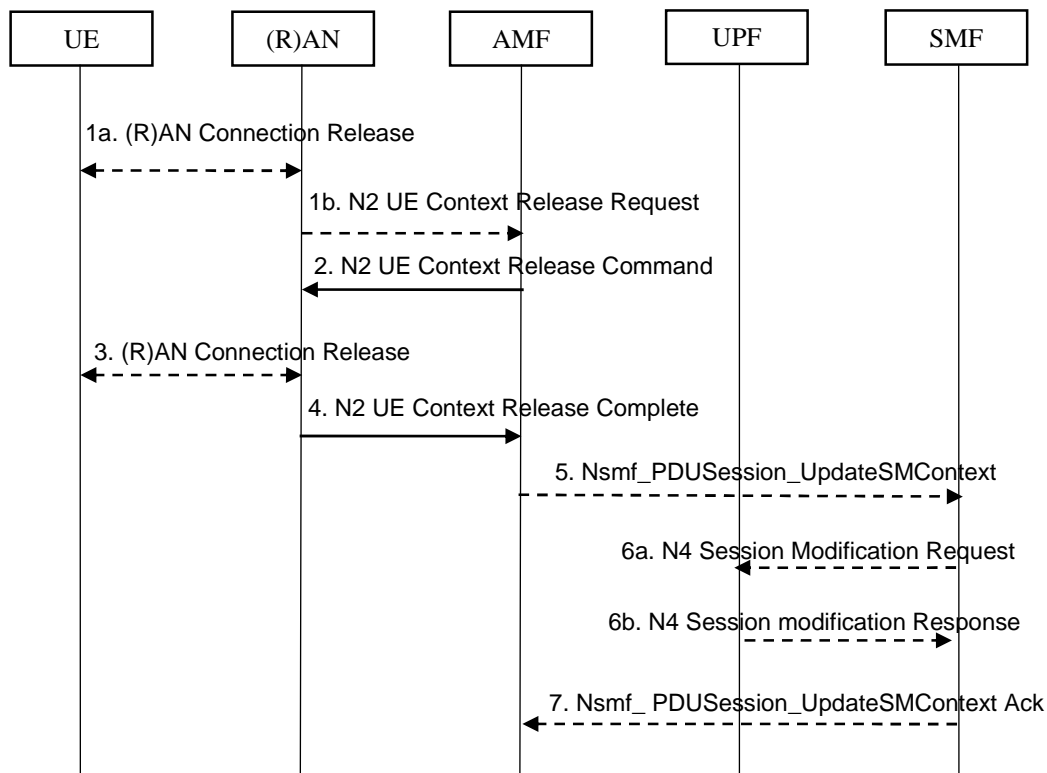 UE
(R)AN
AMF
UPF
SMF
1a. (R)AN Connection Release
1b. N2 UE Context Release Request
2. N2 UE Context Release Command
3. (R)AN Connection Release
4. N2 UE Context Release Complete
5. Nsmf_PDUSession_UpdateSMContext
6a. N4 Session Modification Request
6b. N4 Session modification Response
7. Nsmf_ PDUSession_UpdateSMContext Ack